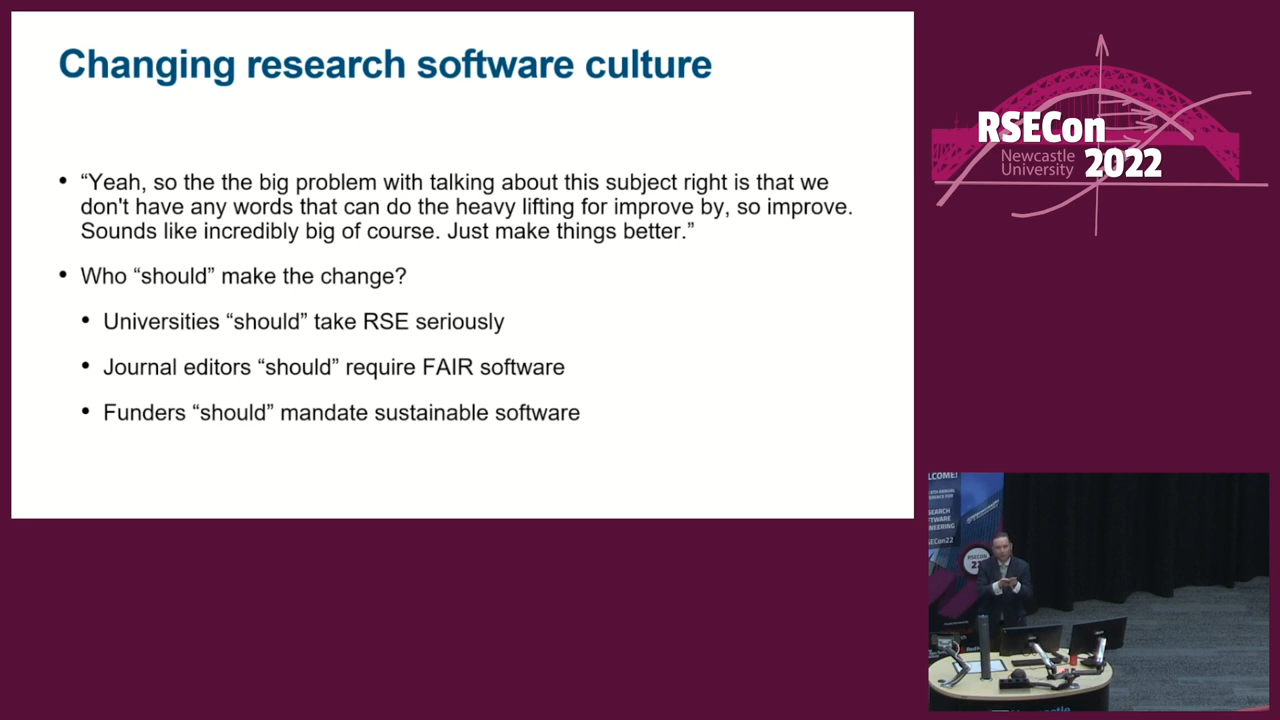 Changing research software culture
• “Yeah, so the the big problem with talking about this subject right is that we
don't have any words that can do the heavy lifting for improve by, so improve.
Sounds like incredibly big of course. Just make things better.”
• Who “should” make the change?
• Universities “should” take RSE seriously
• Journal editors “should” require FAIR software
• Funders “should” mandate sustainable software
RSECon
Newcastle
University
2022